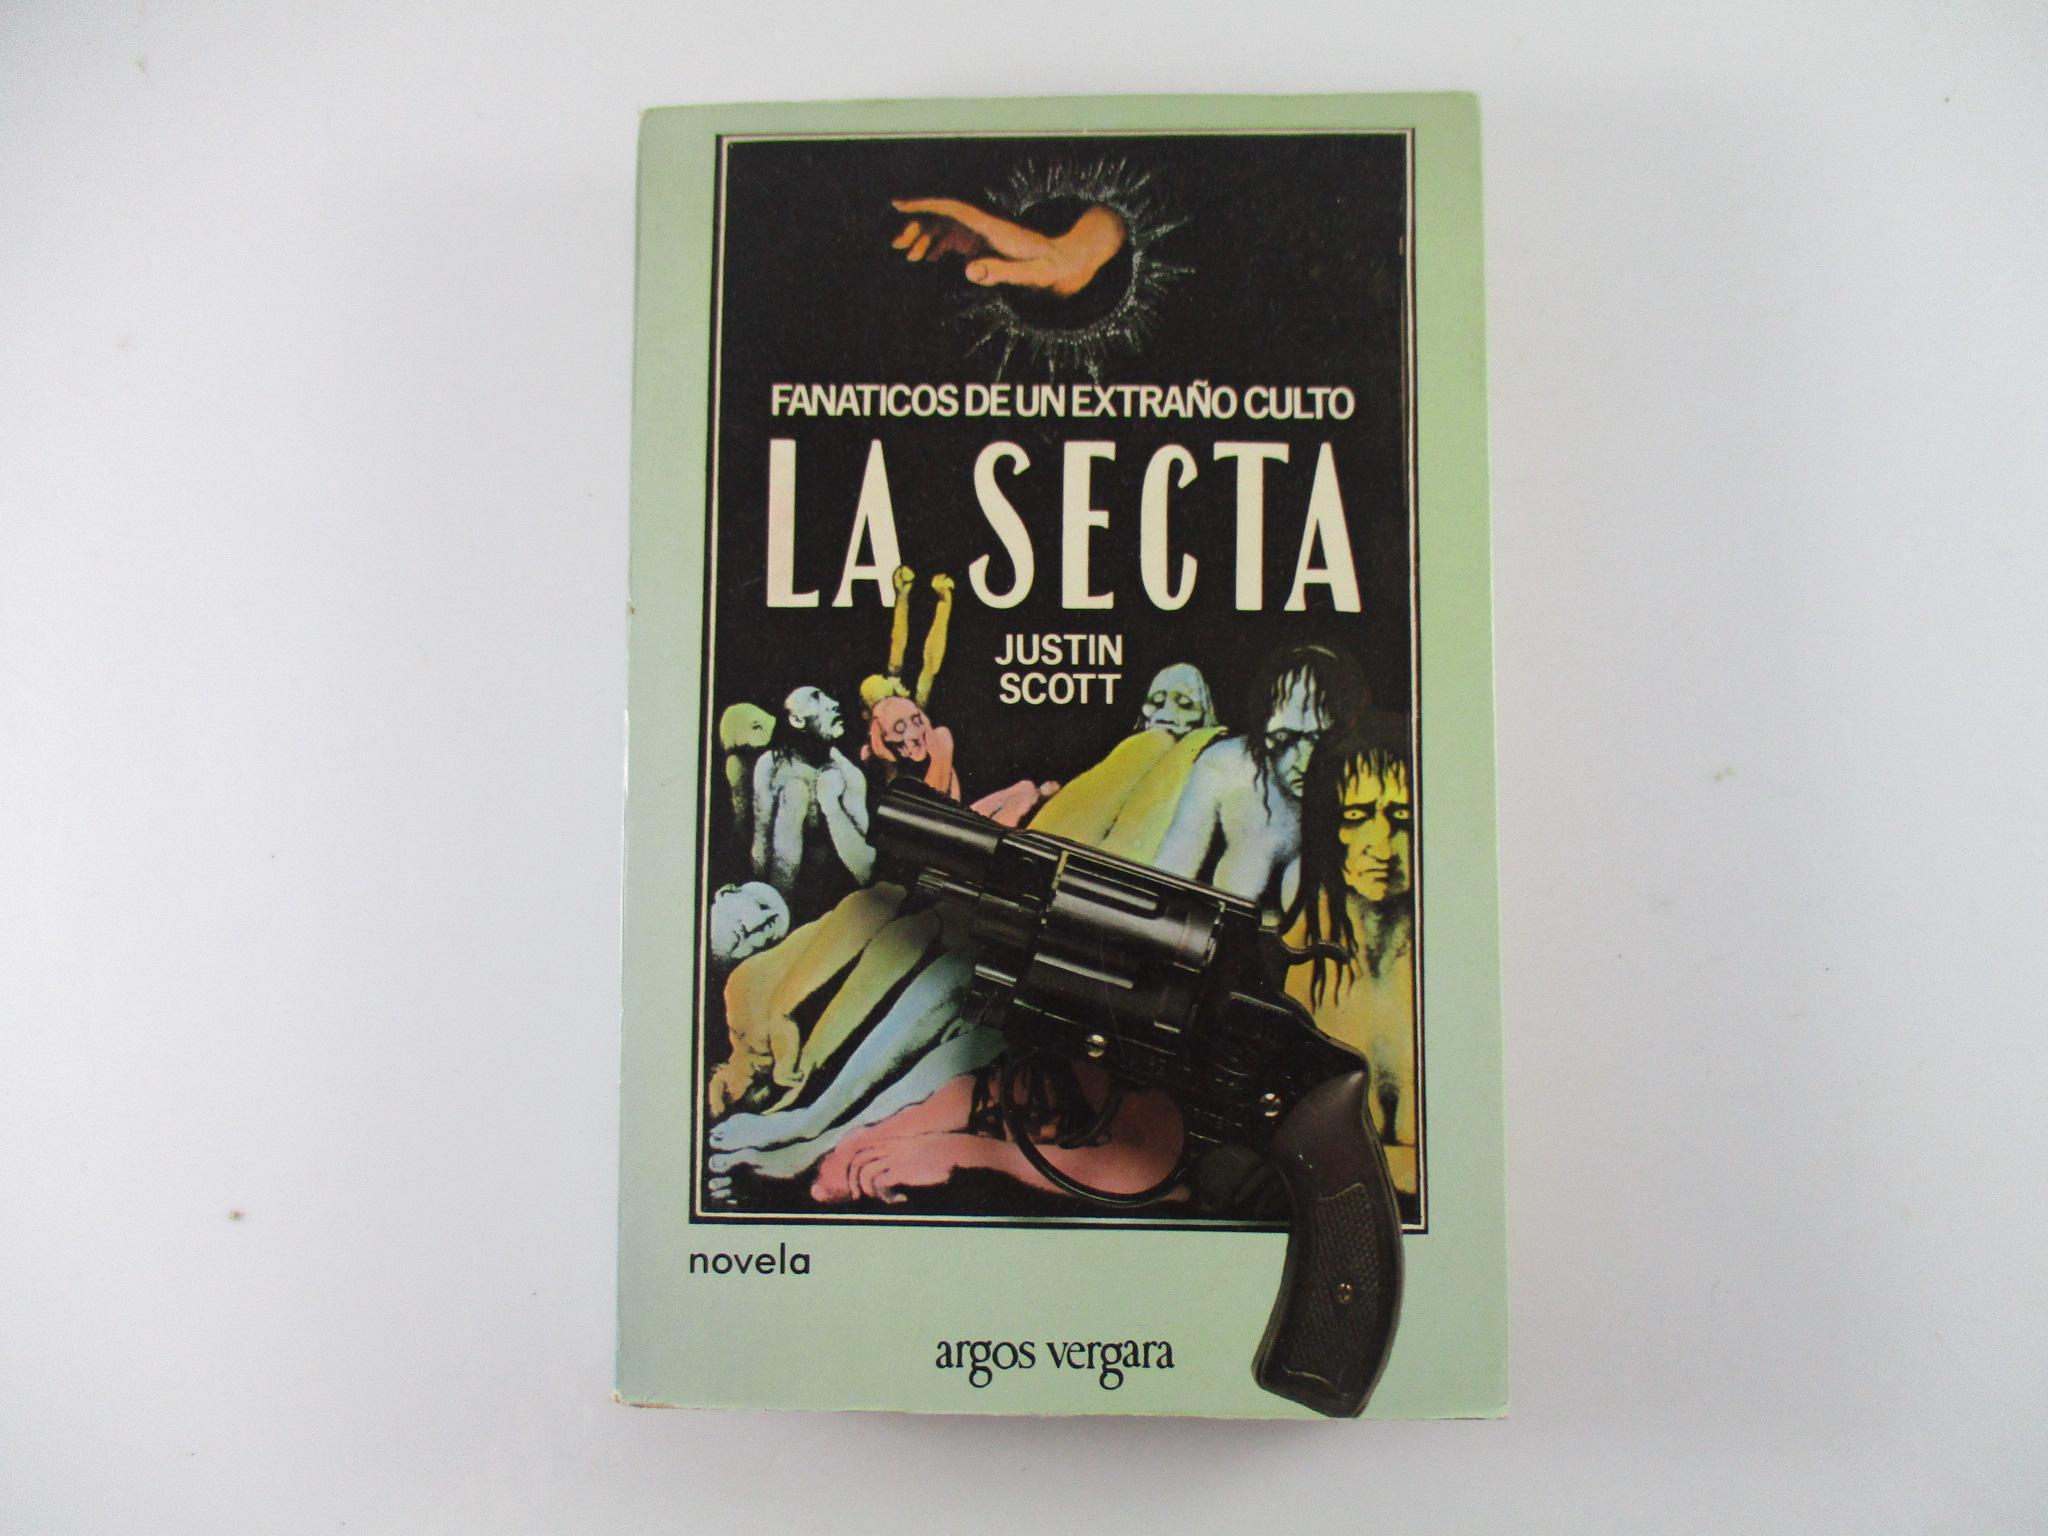 FANATICOS DE UN EXTRAÑO CULTO
LA SECTA
JUSTIN
SCOTT
novela
argos vergara